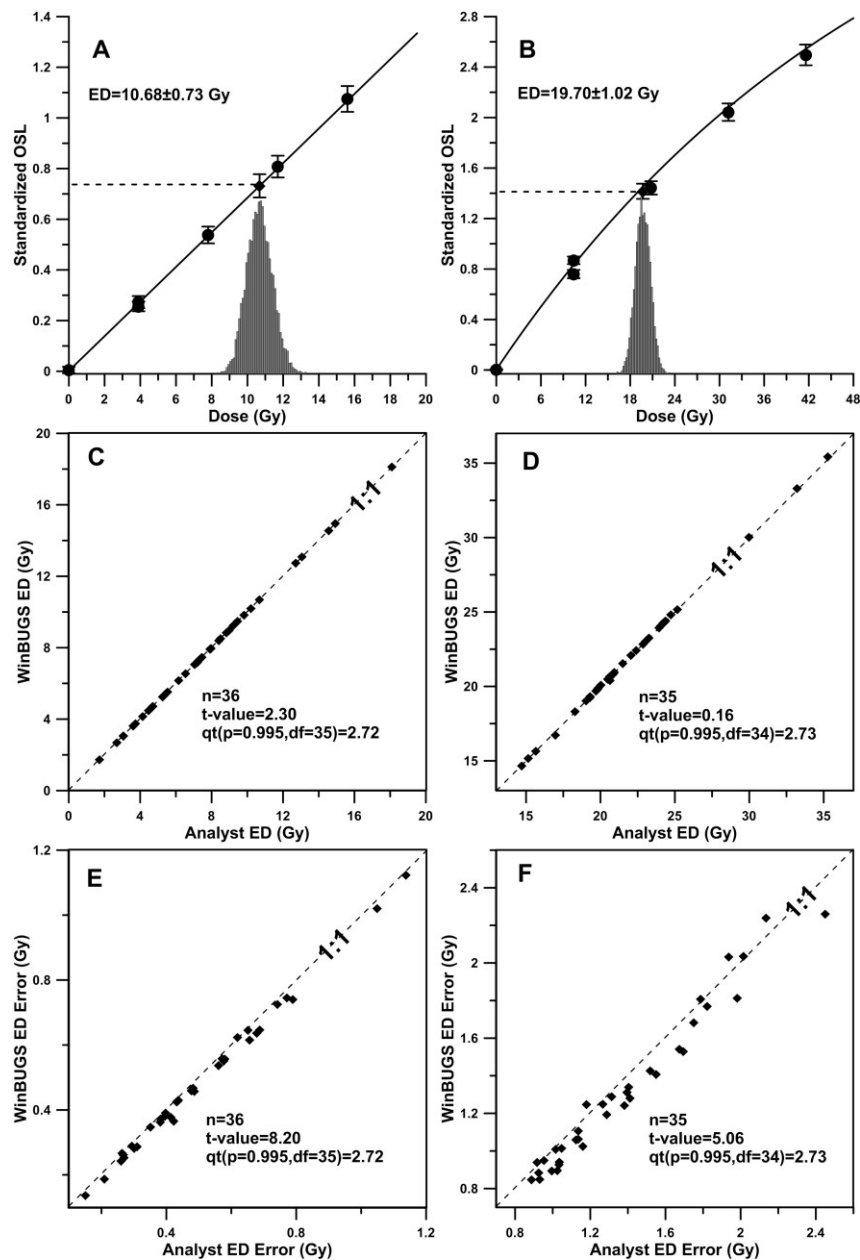 A
B
ED=10.68±0.73 Gy
ED=19.70±1.02 Gy
Standardized OSL
1.4
1.2
1
0.8
0.6
0.4
0.2
0
0 2 4 6 8 10 12 14 16 18 20
Dose (Gy)
Standardized OSL
2.8
2.4
2
1.6
1.2
0.8
0.4
0
0 6 12 18 24 30 36 42 48
Dose (Gy)
C
1:1
WinBUGS ED (Gy)
20
16
12
8
4
0
n=36
t-value=2.30
qt(p=0.995,df=35)=2.72
0 4 8 12 16 20
Analyst ED (Gy)
D
1:1
WinBUGS ED (Gy)
35
30
25
20
15
n=35
t-value=0.16
qt(p=0.995,df=34)=2.73
15 20 25 30 35
Analyst ED (Gy)
E
1:1
WinBUGS ED Error (Gy)
1.2
0.8
0.4
n=36
t-value=8.20
qt(p=0.995,df=35)=2.72
0.4 0.8 1.2
Analyst ED Error (Gy)
F
1:1
WinBUGS ED Error (Gy)
2.4
2
1.6
1.2
0.8
n=35
t-value=5.06
qt(p=0.995,df=34)=2.73
0.8 1.2 1.6 2 2.4
Analyst ED Error (Gy)